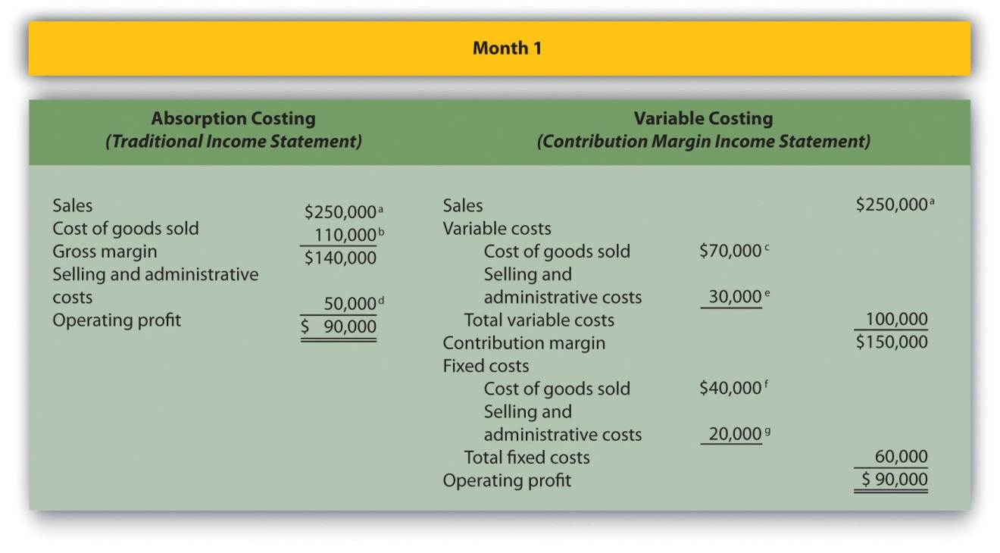 Month 1
Absorption Costing
(Traditional Income Statement)
Variable Costing
(Contribution Margin Income Statement)
Sales $250,000ᵃ
Cost of goods sold 110,000ᵇ
Gross margin $140,000
Selling and administrative
costs 50,000ᵈ
Operating profit $ 90,000
Sales $250,000ᵃ
Variable costs
Cost of goods sold $70,000ᶜ
Selling and
administrative costs 30,000ᵉ
Total variable costs 100,000
Contribution margin $150,000
Fixed costs
Cost of goods sold $40,000ᶠ
Selling and
administrative costs 20,000ᵍ
Total fixed costs 60,000
Operating profit $ 90,000